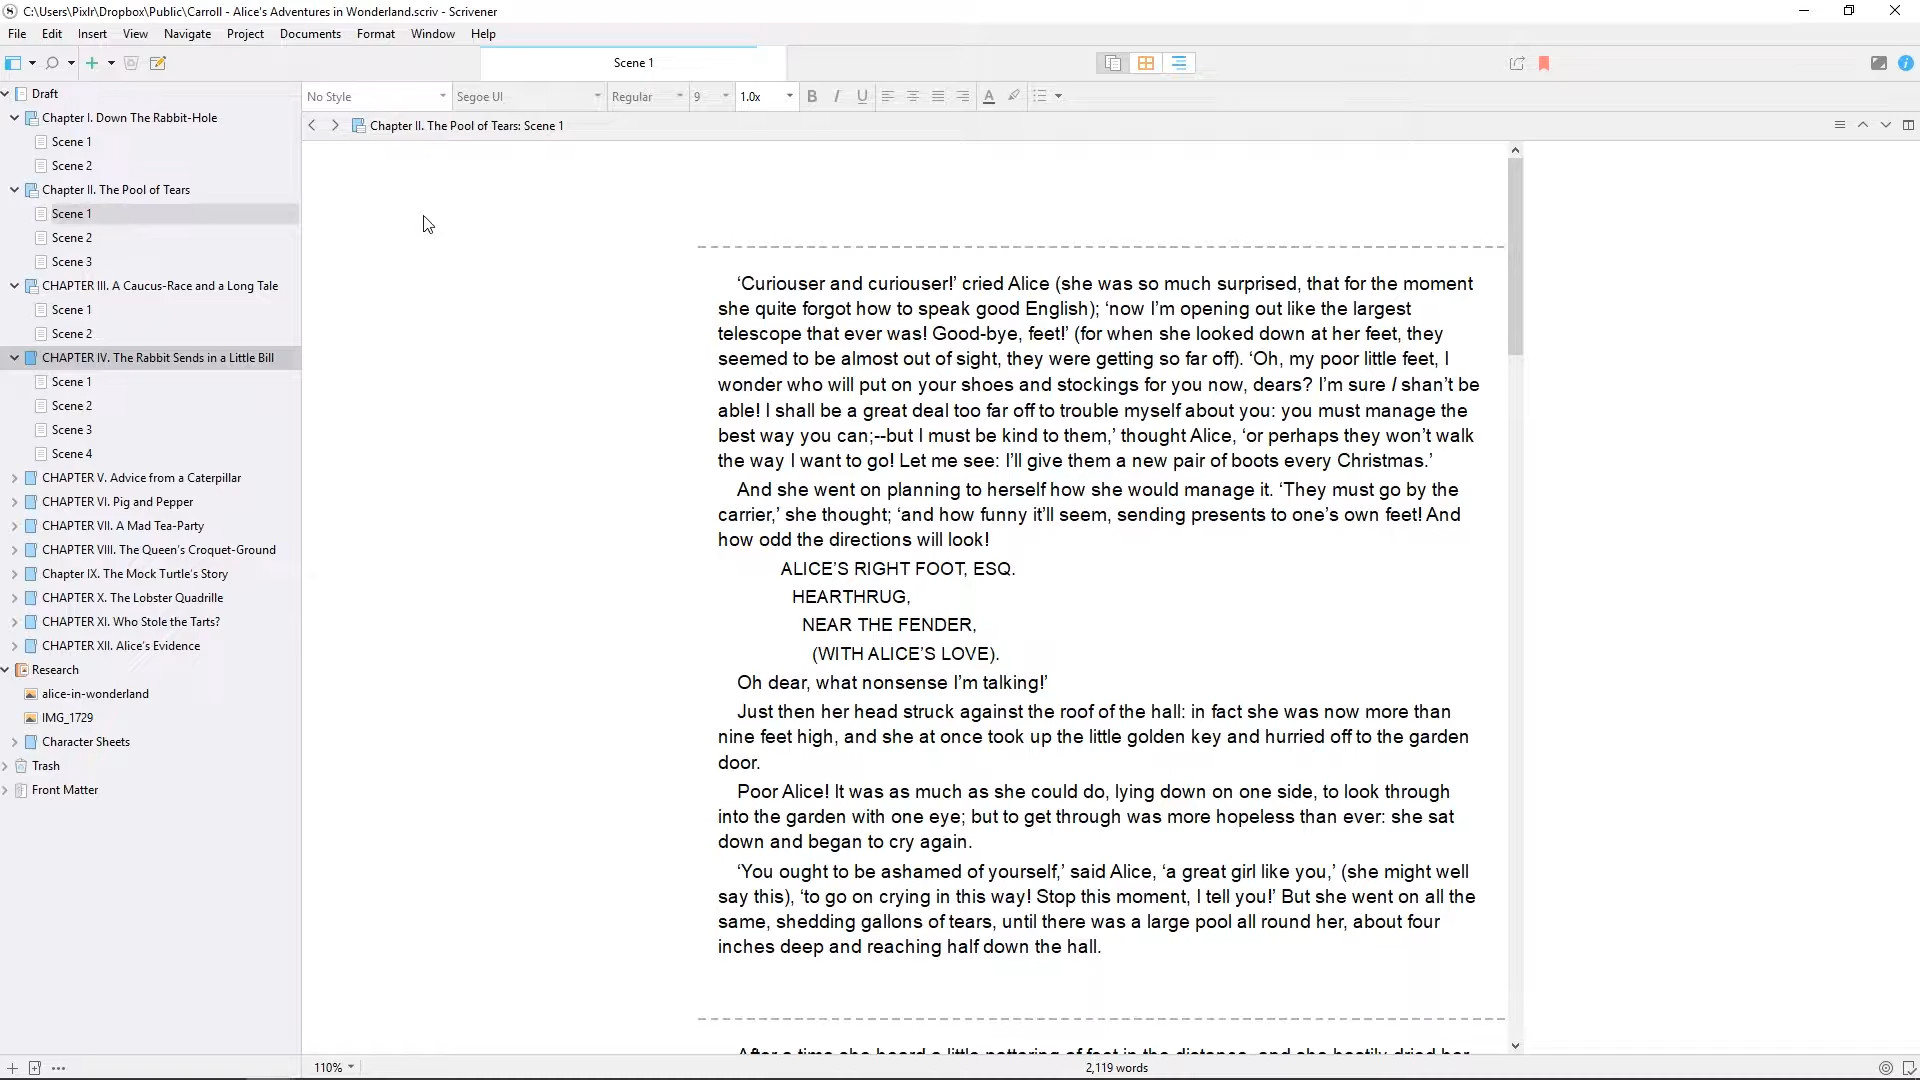 C:\Users\Pixlr\Dropbox\Public\Carroll - Alice's Adventures in Wonderland.scriv - Scrivener
File Edit Insert View Navigate Project Documents Format Window Help
Scene 1
No Style Segoe UI Regular 9 1.0x B I U A
Chapter II. The Pool of Tears: Scene 1
Draft
Chapter I. Down The Rabbit-Hole
Scene 1
Scene 2
Chapter II. The Pool of Tears
Scene 1
Scene 2
Scene 3
CHAPTER III. A Caucus-Race and a Long Tale
Scene 1
Scene 2
CHAPTER IV. The Rabbit Sends in a Little Bill
Scene 1
Scene 2
Scene 3
Scene 4
CHAPTER V. Advice from a Caterpillar
CHAPTER VI. Pig and Pepper
CHAPTER VII. A Mad Tea-Party
CHAPTER VIII. The Queen's Croquet-Ground
Chapter IX. The Mock Turtle's Story
CHAPTER X. The Lobster Quadrille
CHAPTER XI. Who Stole the Tarts?
CHAPTER XII. Alice's Evidence
Research
alice-in-wonderland
IMG_1729
Character Sheets
Trash
Front Matter
‘Curiouser and curiouser!’ cried Alice (she was so much surprised, that for the moment
she quite forgot how to speak good English); ‘now I’m opening out like the largest
telescope that ever was! Good-bye, feet!’ (for when she looked down at her feet, they
seemed to be almost out of sight, they were getting so far off). ‘Oh, my poor little feet, I
wonder who will put on your shoes and stockings for you now, dears? I’m sure I shan’t be
able! I shall be a great deal too far off to trouble myself about you: you must manage the
best way you can;--but I must be kind to them,’ thought Alice, ‘or perhaps they won’t walk
the way I want to go! Let me see: I’ll give them a new pair of boots every Christmas.’
And she went on planning to herself how she would manage it. ‘They must go by the
carrier,’ she thought; ‘and how funny it’ll seem, sending presents to one’s own feet! And
how odd the directions will look!
ALICE’S RIGHT FOOT, ESQ.
HEARTHRUG,
NEAR THE FENDER,
(WITH ALICE’S LOVE).
Oh dear, what nonsense I’m talking!’
Just then her head struck against the roof of the hall: in fact she was now more than
nine feet high, and she at once took up the little golden key and hurried off to the garden
door.
Poor Alice! It was as much as she could do, lying down on one side, to look through
into the garden with one eye; but to get through was more hopeless than ever: she sat
down and began to cry again.
‘You ought to be ashamed of yourself,’ said Alice, ‘a great girl like you,’ (she might well
say this), ‘to go on crying in this way! Stop this moment, I tell you!’ But she went on all the
same, shedding gallons of tears, until there was a large pool all round her, about four
inches deep and reaching half down the hall.
After a time she heard a little pattering of feet in the distance, and she hastily dried her
110% 2,119 words